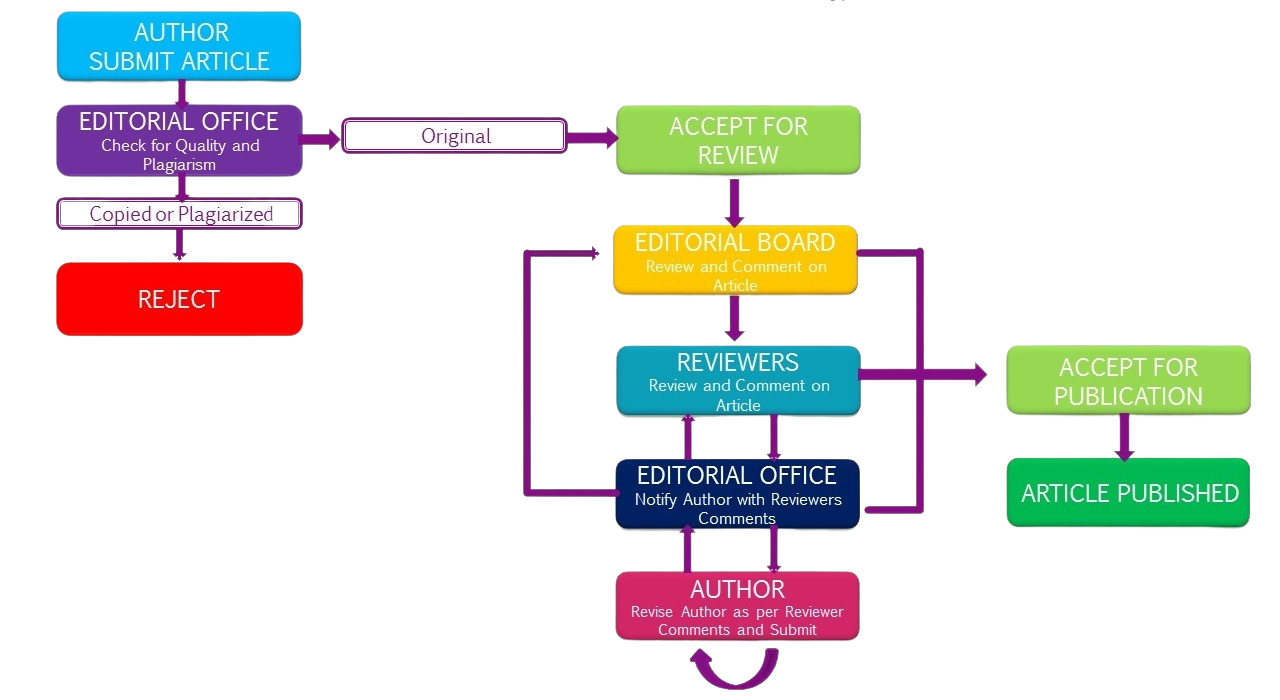 AUTHOR
SUBMIT ARTICLE
EDITORIAL OFFICE
Check for Quality and
Plagiarism
Original
Copied or Plagiarized
REJECT
ACCEPT FOR
REVIEW
EDITORIAL BOARD
Review and Comment on
Article
REVIEWERS
Review and Comment on
Article
EDITORIAL OFFICE
Notify Author with Reviewers
Comments
AUTHOR
Revise Author as per Reviewer
Comments and Submit
ACCEPT FOR
PUBLICATION
ARTICLE PUBLISHED